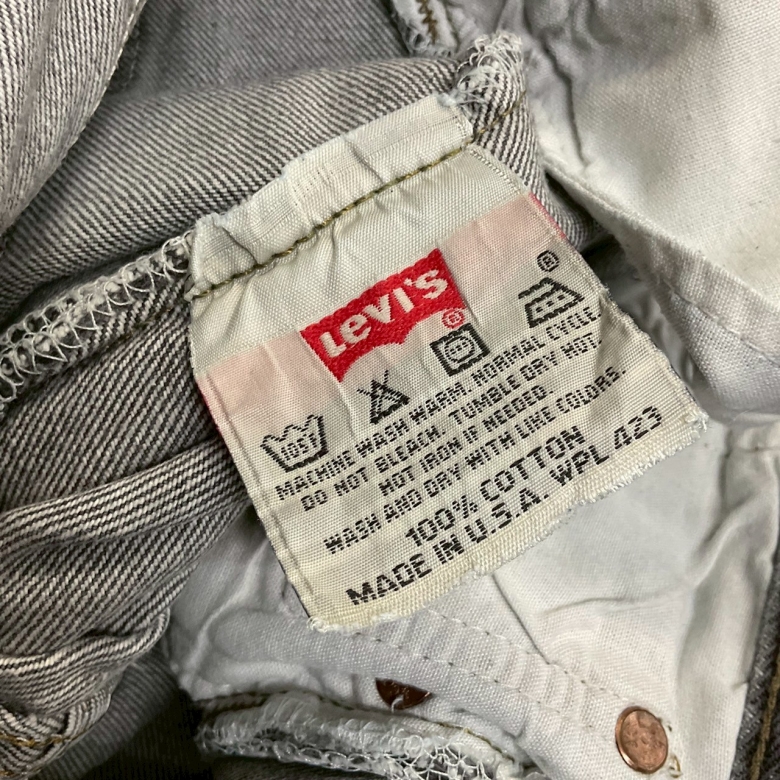 Levi's
®
®
105F
MACHINE WASH WARM, NORMAL CYCLE.
DO NOT BLEACH. TUMBLE DRY HOT.
HOT IRON IF NEEDED.
WASH AND DRY WITH LIKE COLORS.
100% COTTON
MADE IN U.S.A. WPL 423